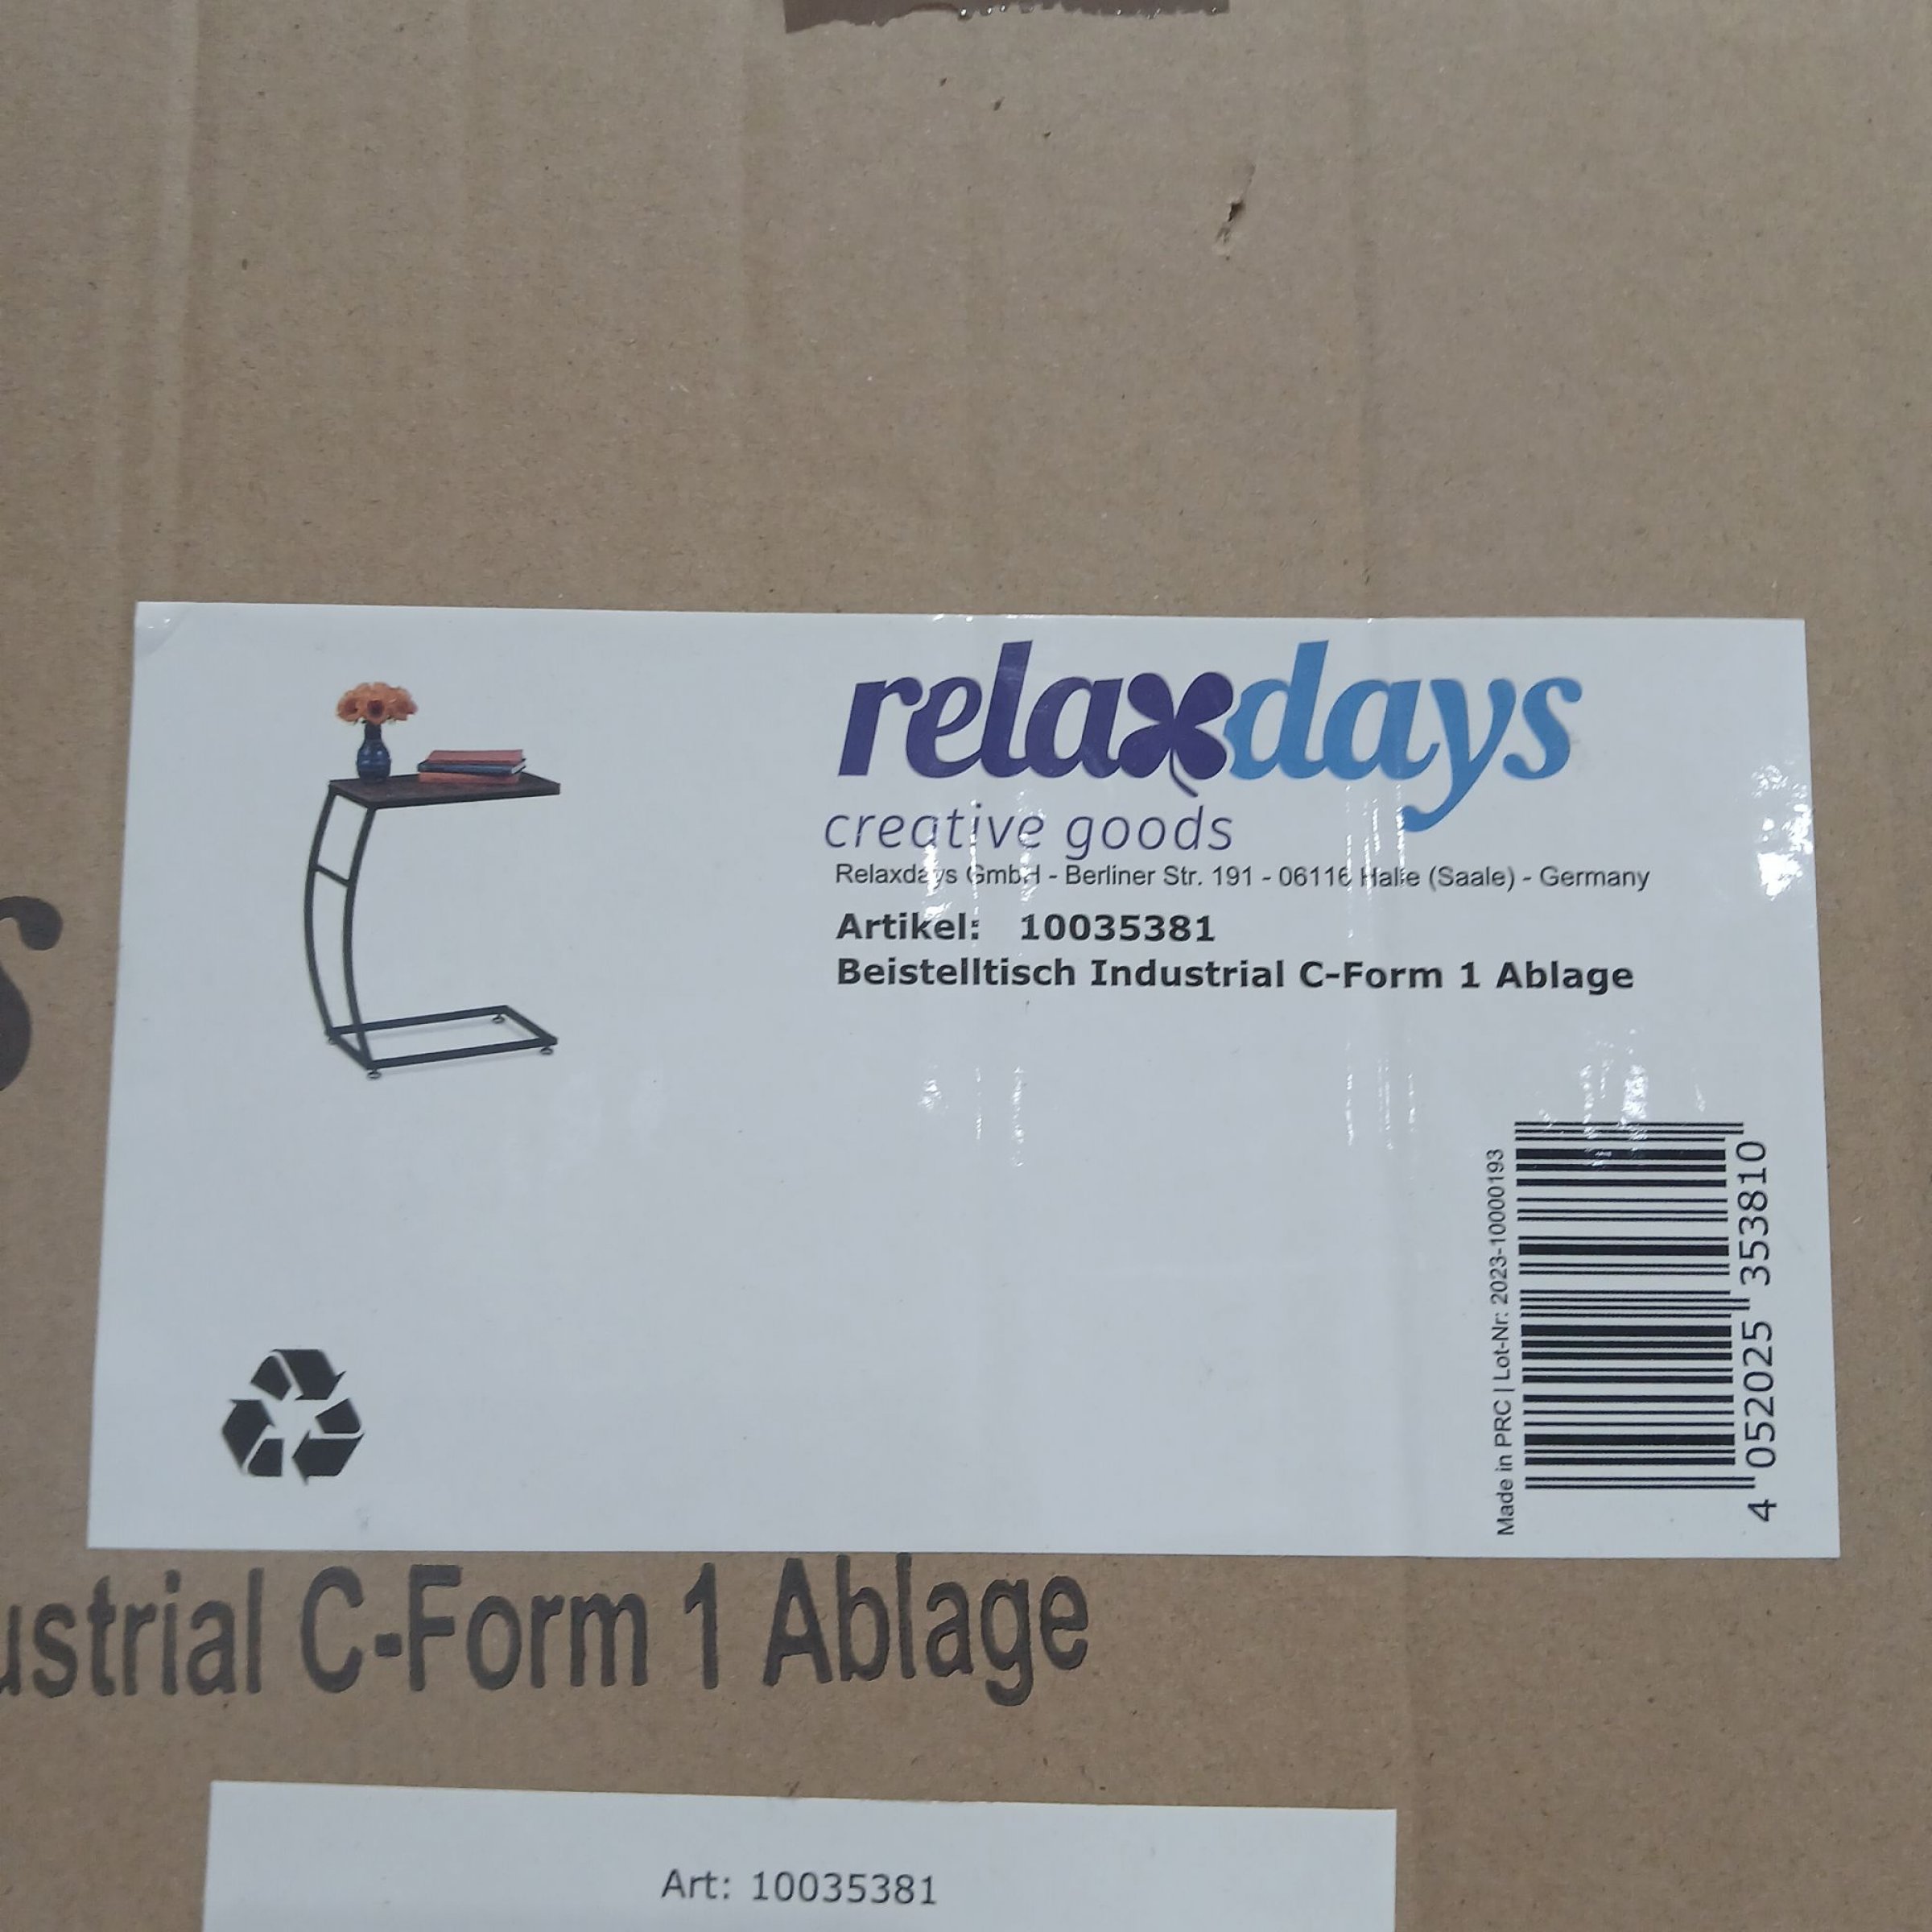 relaxdays
creative goods
Relaxdays GmbH - Berliner Str. 191 - 06116 Halle (Saale) - Germany
Artikel: 10035381
Beistelltisch Industrial C-Form 1 Ablage
Made in PRC | Lot-Nr: 2023-10000193
4 052025 353810
ustrial C-Form 1 Ablage
Art: 10035381